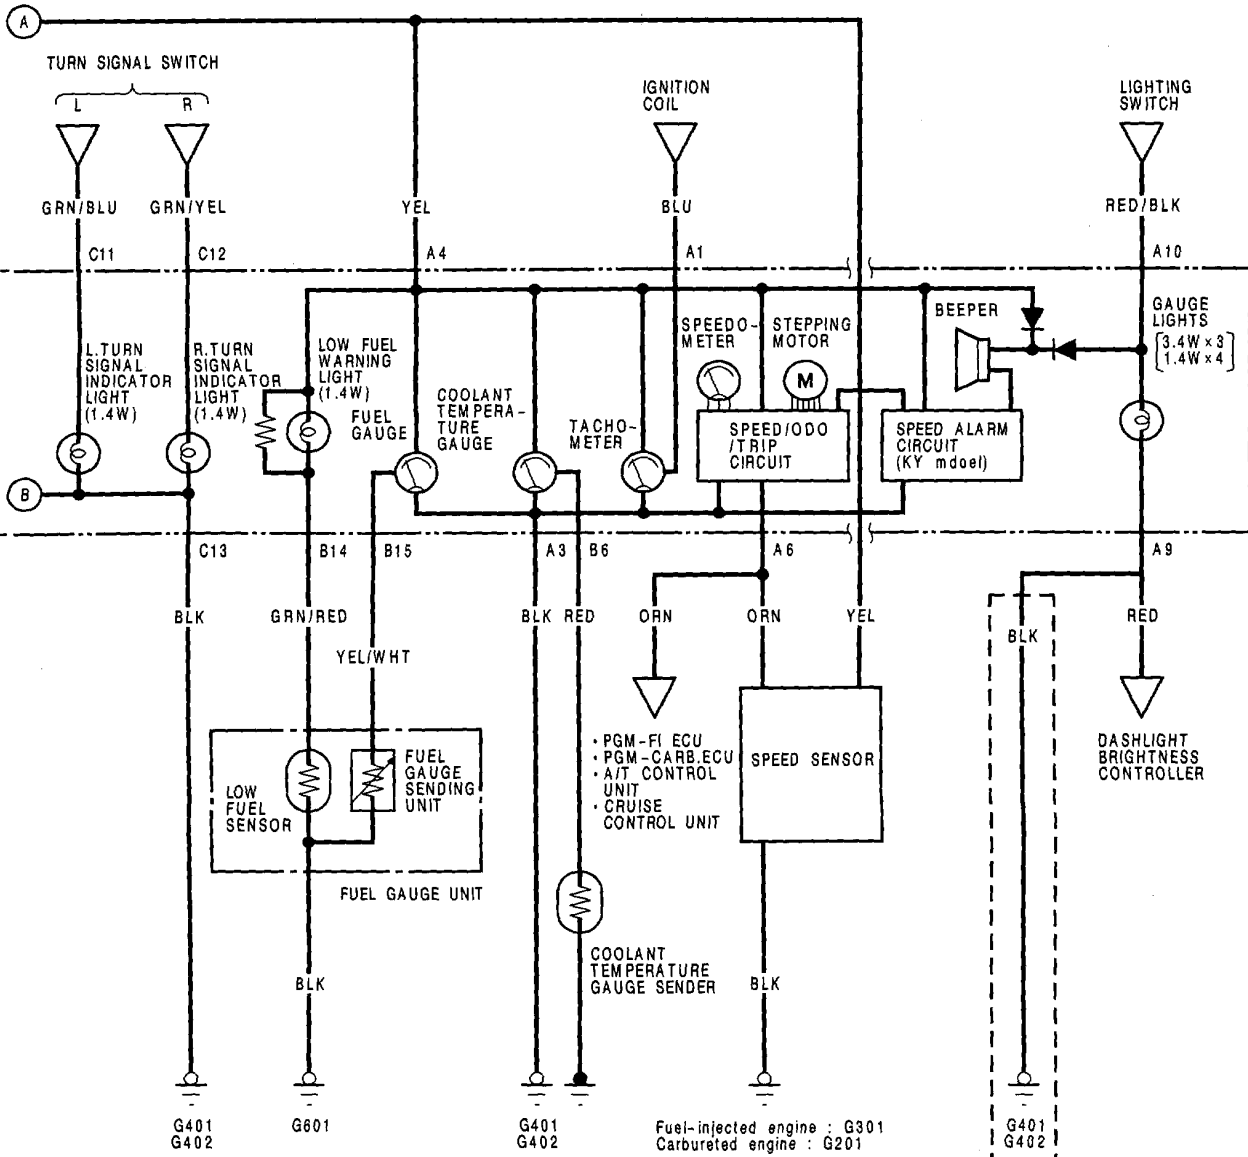 A
TURN SIGNAL SWITCH
L
R
IGNITION
COIL
LIGHTING
SWITCH
GRN/BLU
GRN/YEL
YEL
BLU
RED/BLK
C11
C12
A4
A1
A10
L.TURN
SIGNAL
INDICATOR
LIGHT
(1.4W)
R.TURN
SIGNAL
INDICATOR
LIGHT
(1.4W)
LOW FUEL
WARNING
LIGHT
(1.4W)
FUEL
GAUGE
COOLANT
TEMPERA-
TURE
GAUGE
TACHO-
METER
SPEEDO-
METER
STEPPING
MOTOR
M
BEEPER
GAUGE
LIGHTS
3.4W×3
1.4W×4
SPEED/ODO
/TRIP
CIRCUIT
SPEED ALARM
CIRCUIT
(KY mdoel)
B
C13
B14
B15
A3
B6
A6
A9
BLK
GRN/RED
YEL/WHT
BLK
RED
ORN
ORN
YEL
BLK
RED
LOW
FUEL
SENSOR
FUEL
GAUGE
SENDING
UNIT
FUEL GAUGE UNIT
· PGM-FI ECU
· PGM-CARB.ECU
· A/T CONTROL
UNIT
· CRUISE
CONTROL UNIT
SPEED SENSOR
DASHLIGHT
BRIGHTNESS
CONTROLLER
COOLANT
TEMPERATURE
GAUGE SENDER
BLK
BLK
G401
G402
G601
G401
G402
Fuel-injected engine : G301
Carbureted engine : G201
G401
G402